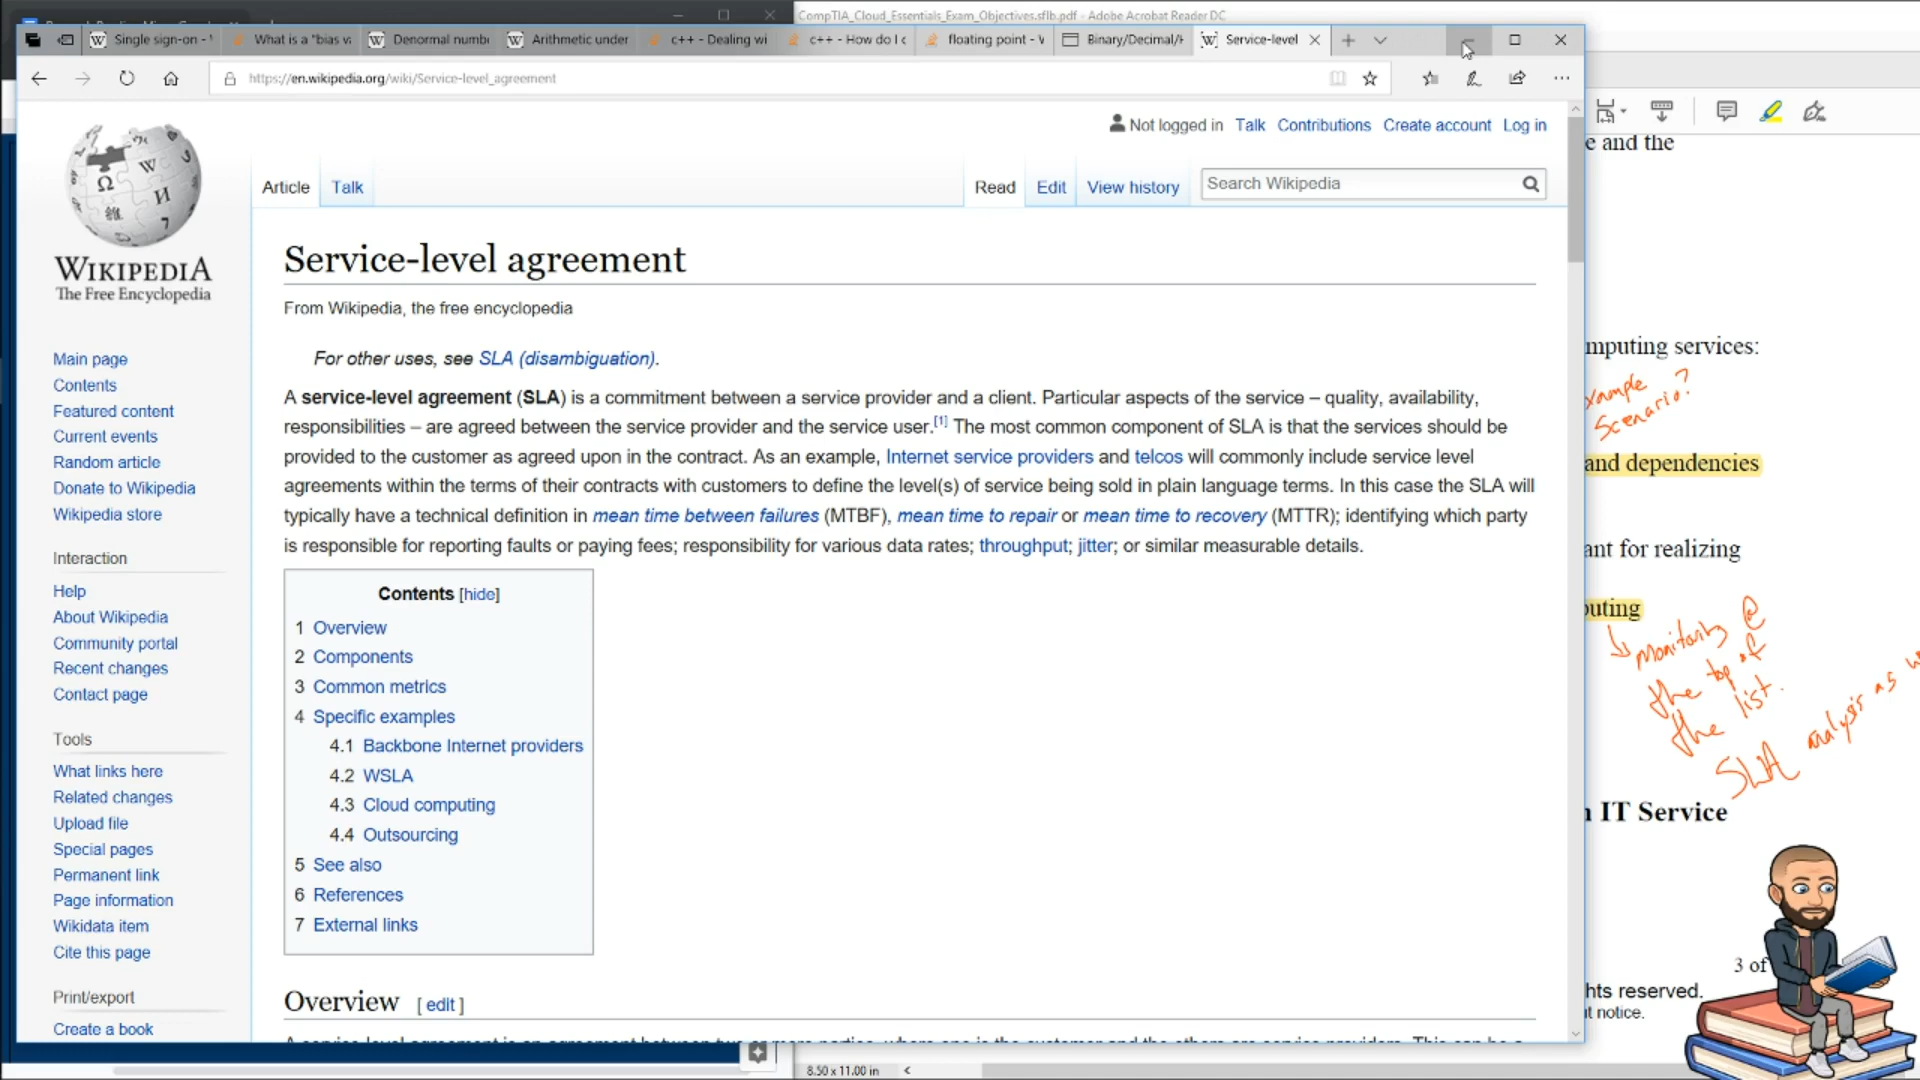 CompTIA_Cloud_Essentials_Exam_Objectives.sflb.pdf - Adobe Acrobat Reader DC
Single sign-on - 
What is a "bias va
Denormal numbe
Arithmetic under
c++ - Dealing wi
c++ - How do I c
floating point - V
Binary/Decimal/H
Service-level
https://en.wikipedia.org/wiki/Service-level_agreement
Not logged in Talk Contributions Create account Log in
Article Talk Read Edit View history Search Wikipedia
WIKIPEDIA
The Free Encyclopedia
Main page
Contents
Featured content
Current events
Random article
Donate to Wikipedia
Wikipedia store
Interaction
Help
About Wikipedia
Community portal
Recent changes
Contact page
Tools
What links here
Related changes
Upload file
Special pages
Permanent link
Page information
Wikidata item
Cite this page
Print/export
Create a book
Service-level agreement
From Wikipedia, the free encyclopedia
For other uses, see SLA (disambiguation).
A service-level agreement (SLA) is a commitment between a service provider and a client. Particular aspects of the service – quality, availability,
responsibilities – are agreed between the service provider and the service user.[1] The most common component of SLA is that the services should be
provided to the customer as agreed upon in the contract. As an example, Internet service providers and telcos will commonly include service level
agreements within the terms of their contracts with customers to define the level(s) of service being sold in plain language terms. In this case the SLA will
typically have a technical definition in mean time between failures (MTBF), mean time to repair or mean time to recovery (MTTR); identifying which party
is responsible for reporting faults or paying fees; responsibility for various data rates; throughput; jitter; or similar measurable details.
Contents [hide]
1 Overview
2 Components
3 Common metrics
4 Specific examples
4.1 Backbone Internet providers
4.2 WSLA
4.3 Cloud computing
4.4 Outsourcing
5 See also
6 References
7 External links
Overview [ edit ]
e and the
mputing services:
xample
Scenario?
and dependencies
ant for realizing
puting
monitoring @
the top of
the list.
SLA analysis as w
n IT Service
3 of
hts reserved.
t notice.
8.50 x 11.00 in